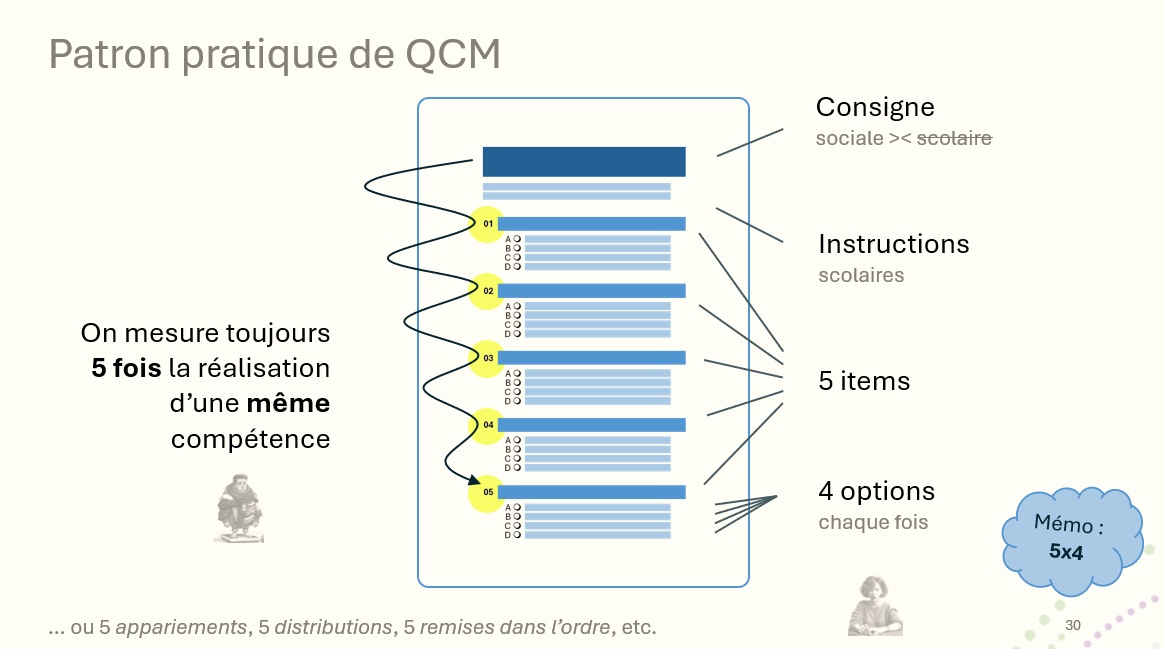 Patron pratique de QCM
Consigne
sociale >< scolaire
Instructions
scolaires
01
A
B
C
D
02
A
B
C
D
03
A
B
C
D
04
A
B
C
D
05
A
B
C
D
On mesure toujours
5 fois la réalisation
d’une même
compétence
5 items
4 options
chaque fois
Mémo :
5x4
... ou 5 appariements, 5 distributions, 5 remises dans l’ordre, etc.
30